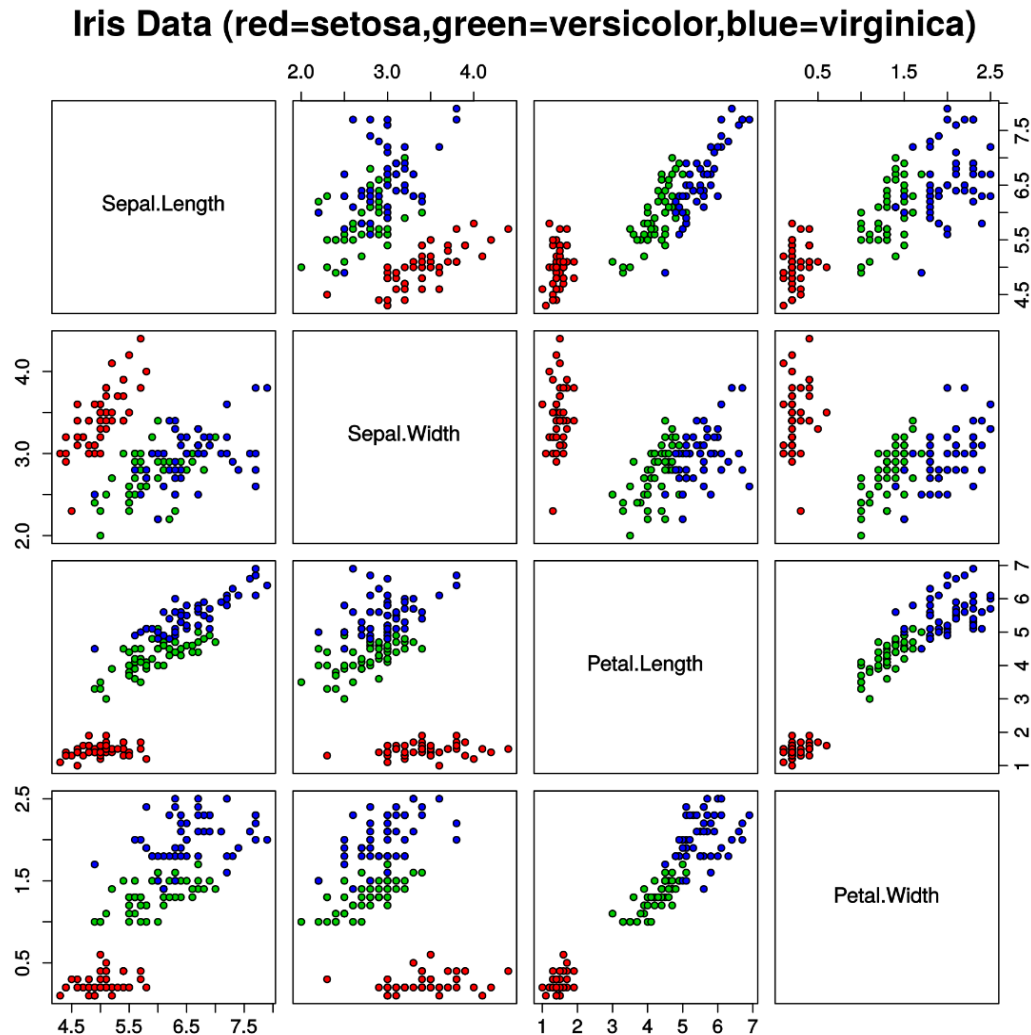 Iris Data (red=setosa,green=versicolor,blue=virginica)
2.0 3.0 4.0 0.5 1.5 2.5
Sepal.Length
4.5 5.5 6.5 7.5
2.0 3.0 4.0
Sepal.Width
Petal.Length
1 2 3 4 5 6 7
0.5 1.5 2.5
Petal.Width
4.5 5.5 6.5 7.5 1 2 3 4 5 6 7